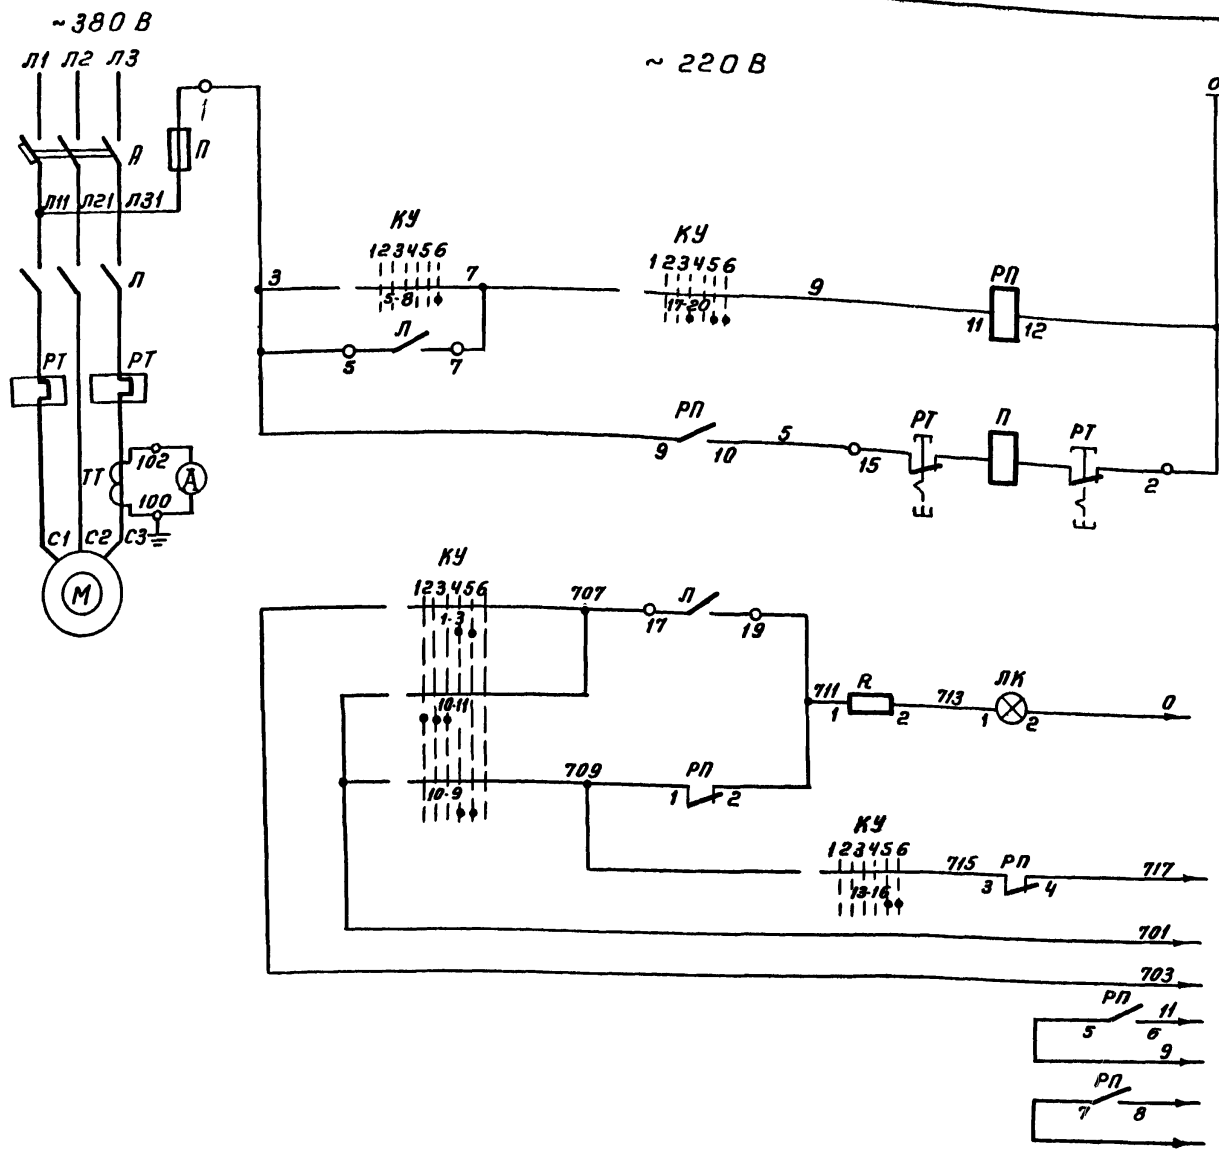 ~380 В
~ 220 В
Л1 Л2 Л3
0
1
А
П
Л11 Л21 Л31
КУ
1 2 3 4 5 6
КУ
1 2 3 4 5 6
Л
3
5-8
7
17-20
9
РП
11
12
Л
5
7
РТ
РТ
РП
9
10
5
15
РТ
П
РТ
2
ТТ
102
А
100
С1 С2 С3
М
КУ
1 2 3 4 5 6
1-3
707
17
Л
19
10-11
711
1
R
2
713
1
ЛК
2
0
10-9
709
1
РП
2
КУ
1 2 3 4 5 6
13-16
715
3
РП
4
717
701
703
РП
5
6
11
9
РП
7
8